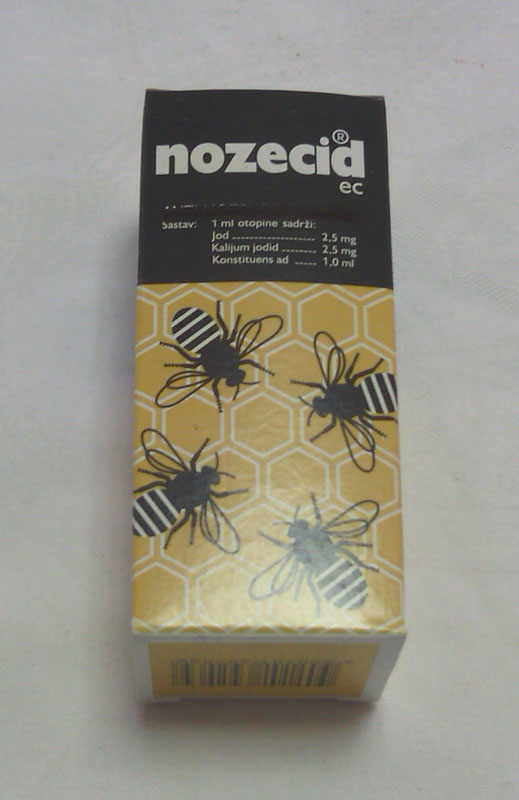 nozecid®
ec
Sastav: 1 ml otopine sadrži:
Jod ---------------- 2,5 mg
Kalijum jodid -------- 2,5 mg
Konstituens ad ----- 1,0 ml